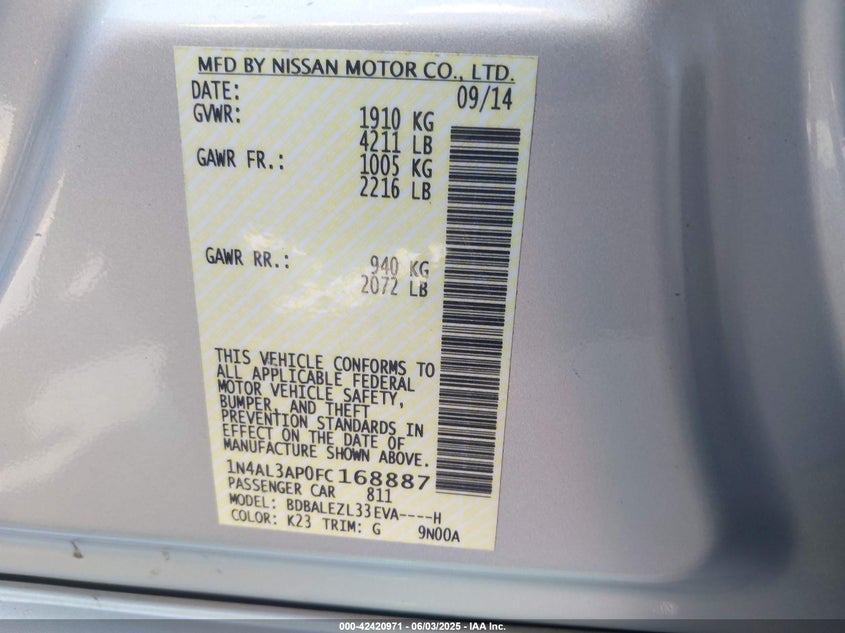 MFD BY NISSAN MOTOR CO., LTD.
DATE: 09/14
GVWR: 1910 KG
4211 LB
GAWR FR.: 1005 KG
2216 LB
GAWR RR.: 940 KG
2072 LB
THIS VEHICLE CONFORMS TO
ALL APPLICABLE FEDERAL
MOTOR VEHICLE SAFETY,
BUMPER, AND THEFT
PREVENTION STANDARDS IN
EFFECT ON THE DATE OF
MANUFACTURE SHOWN ABOVE.
1N4AL3AP0FC168887
PASSENGER CAR 811
MODEL: BDBALEZL33EVA----H
COLOR: K23 TRIM: G 9N00A
000-42420971 - 06/03/2025 - IAA Inc.